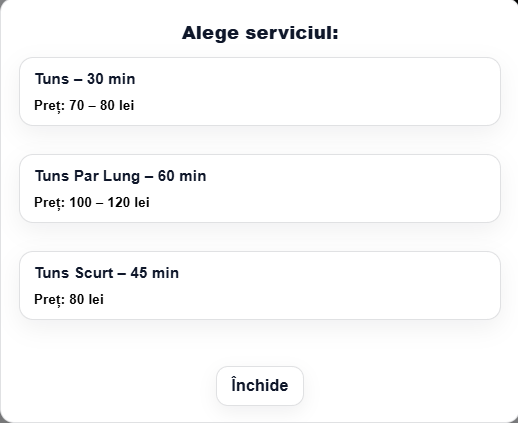 Alege serviciul:
Tuns – 30 min
Preț: 70 – 80 lei
Tuns Par Lung – 60 min
Preț: 100 – 120 lei
Tuns Scurt – 45 min
Preț: 80 lei
Închide